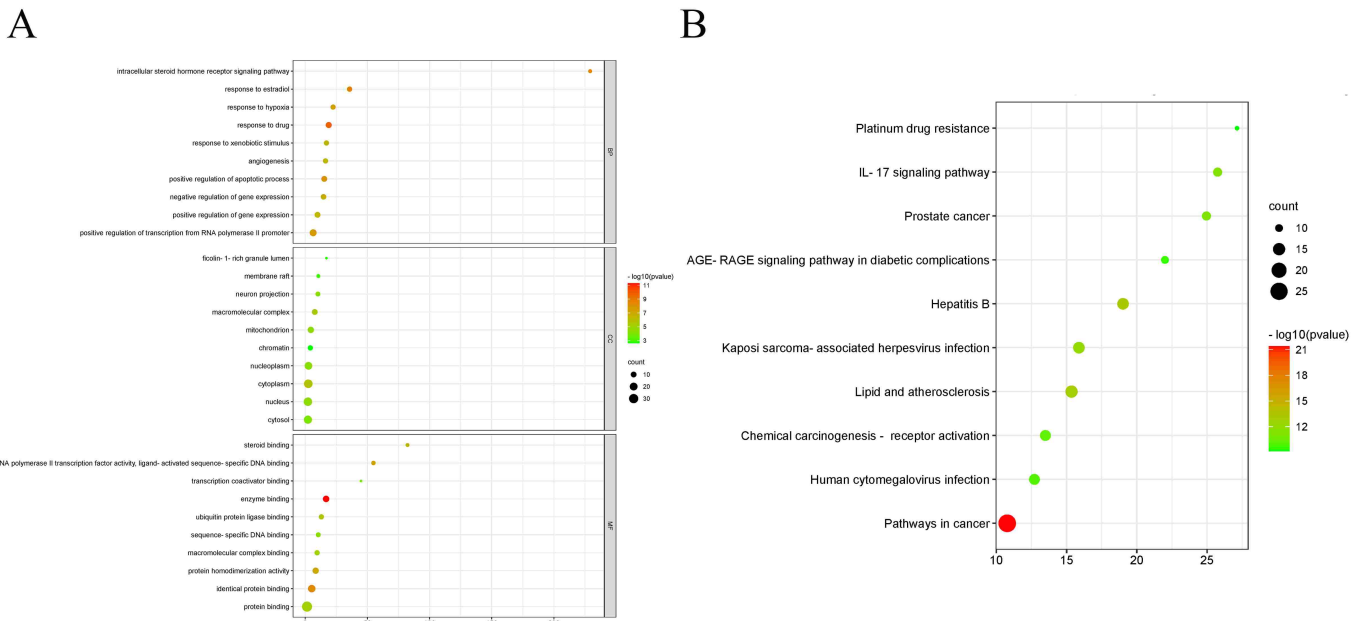 A
intracellular steroid hormone receptor signaling pathway
response to estradiol
response to hypoxia
response to drug
response to xenobiotic stimulus
angiogenesis
positive regulation of apoptotic process
negative regulation of gene expression
positive regulation of gene expression
positive regulation of transcription from RNA polymerase II promoter
BP
ficolin- 1- rich granule lumen
membrane raft
neuron projection
macromolecular complex
mitochondrion
chromatin
nucleoplasm
cytoplasm
nucleus
cytosol
CC
steroid binding
NA polymerase II transcription factor activity, ligand- activated sequence- specific DNA binding
transcription coactivator binding
enzyme binding
ubiquitin protein ligase binding
sequence- specific DNA binding
macromolecular complex binding
protein homodimerization activity
identical protein binding
protein binding
MF
- log10(pvalue)
11
9
7
5
3
count
10
20
30
B
Platinum drug resistance
IL- 17 signaling pathway
Prostate cancer
AGE- RAGE signaling pathway in diabetic complications
Hepatitis B
Kaposi sarcoma- associated herpesvirus infection
Lipid and atherosclerosis
Chemical carcinogenesis - receptor activation
Human cytomegalovirus infection
Pathways in cancer
10 15 20 25
count
10
15
20
25
- log10(pvalue)
21
18
15
12